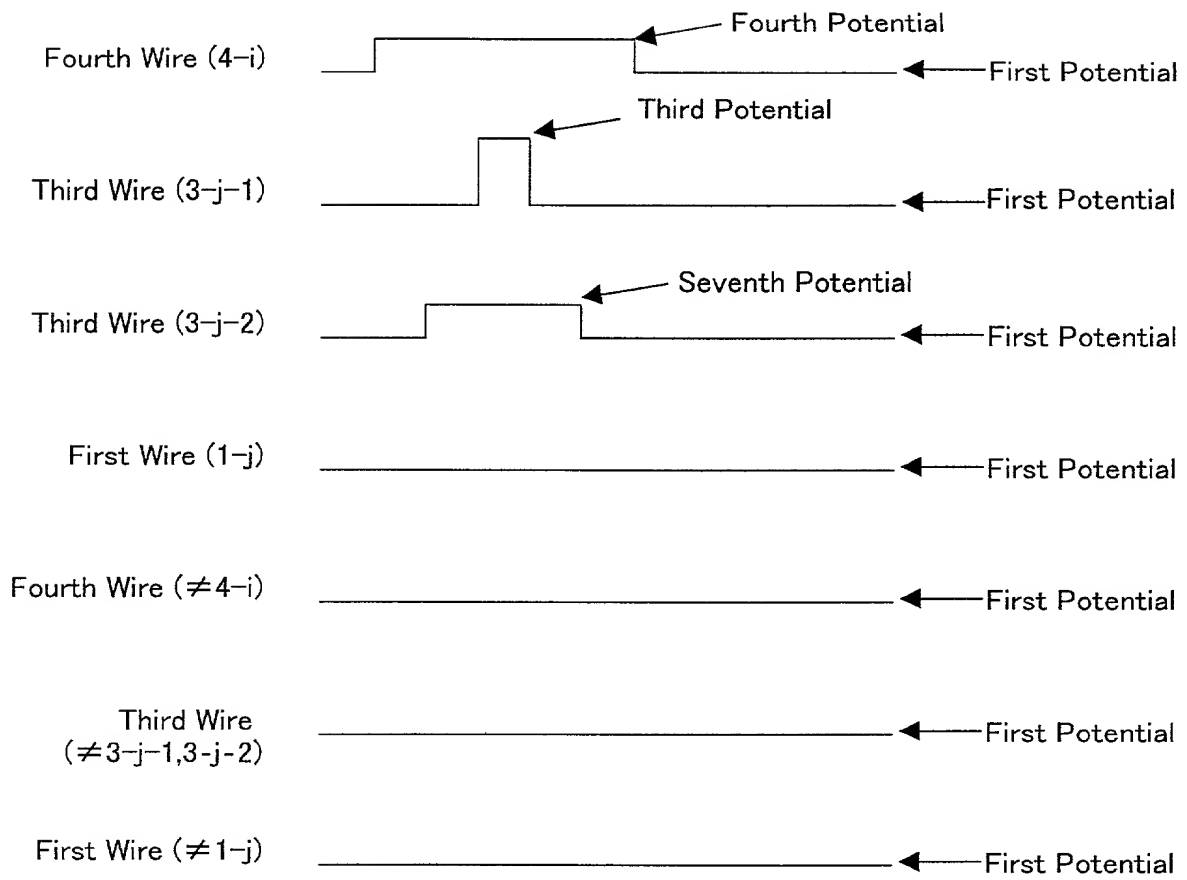 Fourth Potential
Fourth Wire (4-i)
First Potential
Third Potential
Third Wire (3-j-1)
First Potential
Seventh Potential
Third Wire (3-j-2)
First Potential
First Wire (1-j)
First Potential
Fourth Wire (≠4-i)
First Potential
Third Wire
(≠3-j-1,3-j-2)
First Potential
First Wire (≠1-j)
First Potential